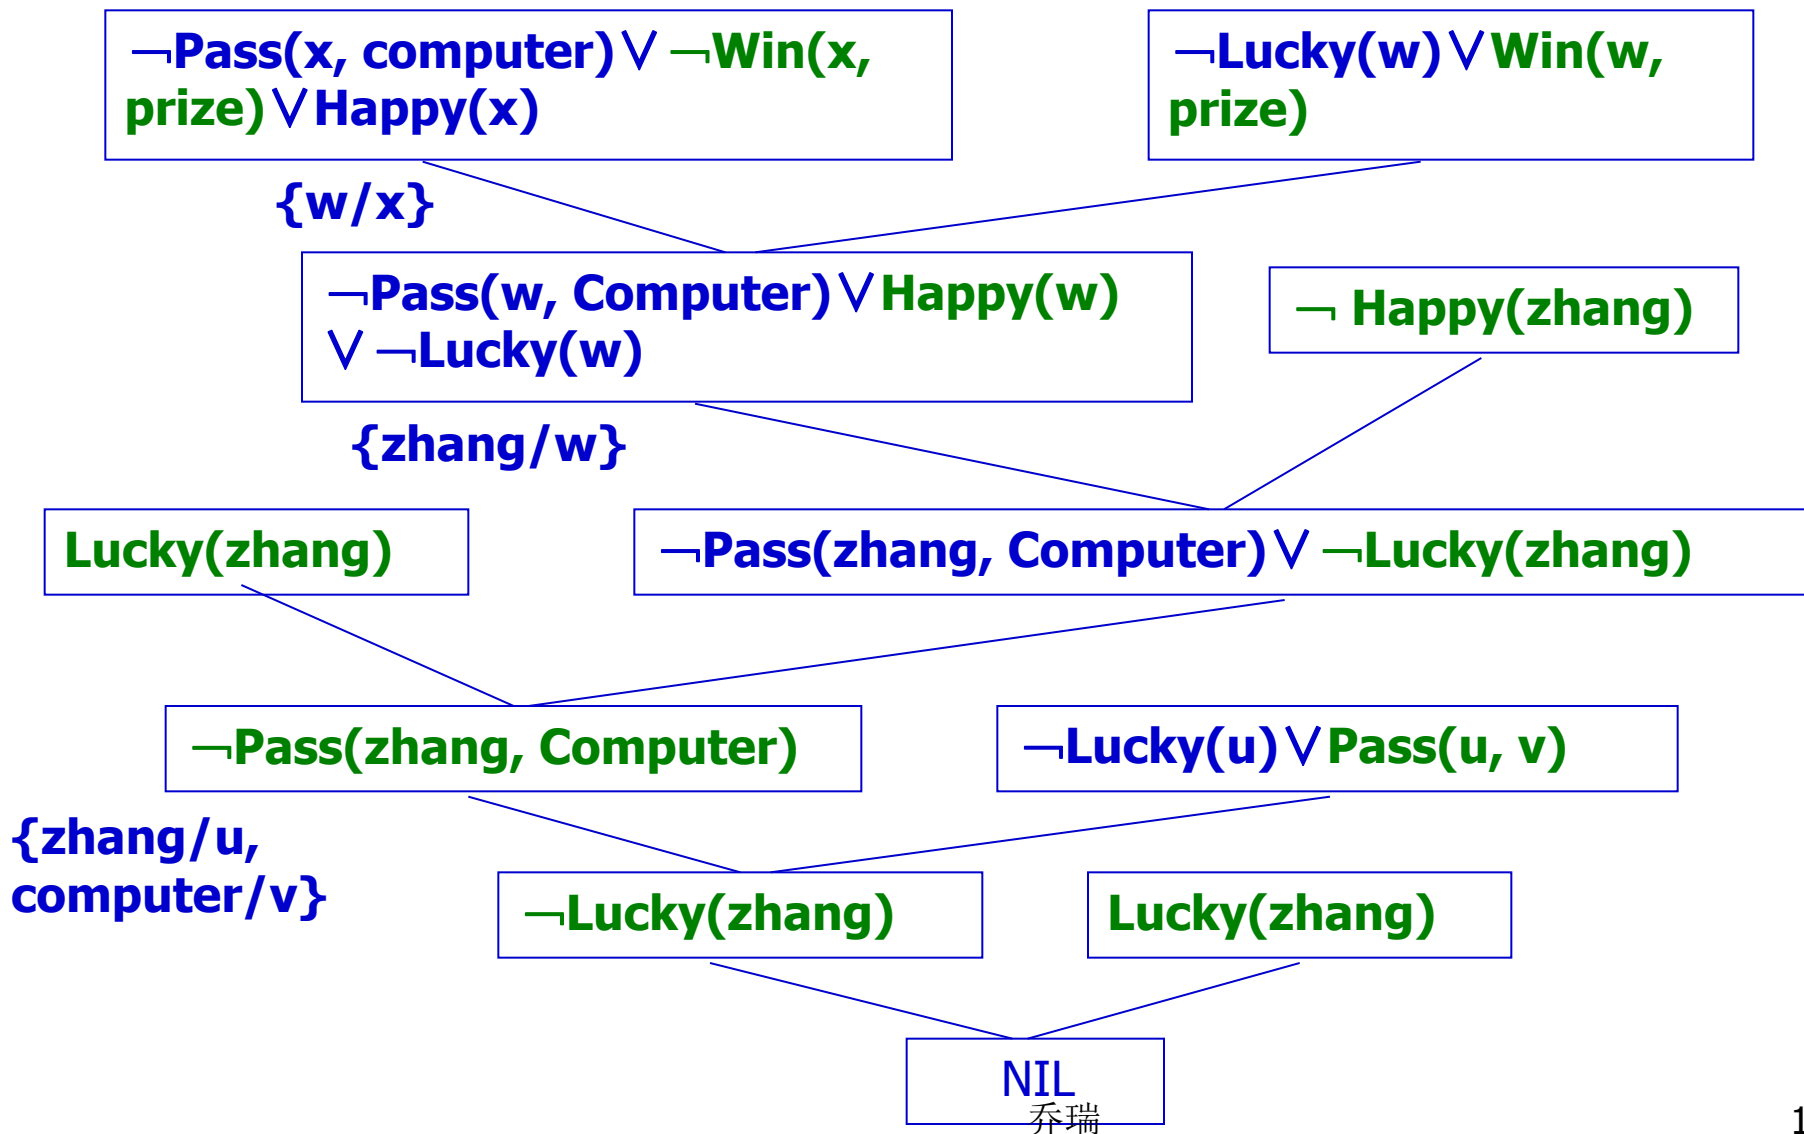 ¬Pass(x, computer)∨¬Win(x,
prize)∨Happy(x)
¬Lucky(w)∨Win(w,
prize)
{w/x}
¬Pass(w, Computer)∨Happy(w)
∨¬Lucky(w)
¬ Happy(zhang)
{zhang/w}
Lucky(zhang)
¬Pass(zhang, Computer)∨¬Lucky(zhang)
¬Pass(zhang, Computer)
¬Lucky(u)∨Pass(u, v)
{zhang/u,
computer/v}
¬Lucky(zhang)
Lucky(zhang)
NIL
乔瑞
1